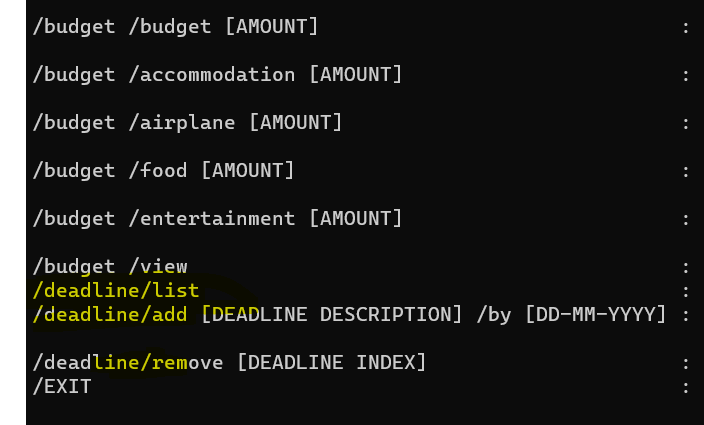 /budget /budget [AMOUNT] :
/budget /accommodation [AMOUNT] :
/budget /airplane [AMOUNT] :
/budget /food [AMOUNT] :
/budget /entertainment [AMOUNT] :
/budget /view :
/deadline/list :
/deadline/add [DEADLINE DESCRIPTION] /by [DD-MM-YYYY] :
/deadline/remove [DEADLINE INDEX] :
/EXIT :